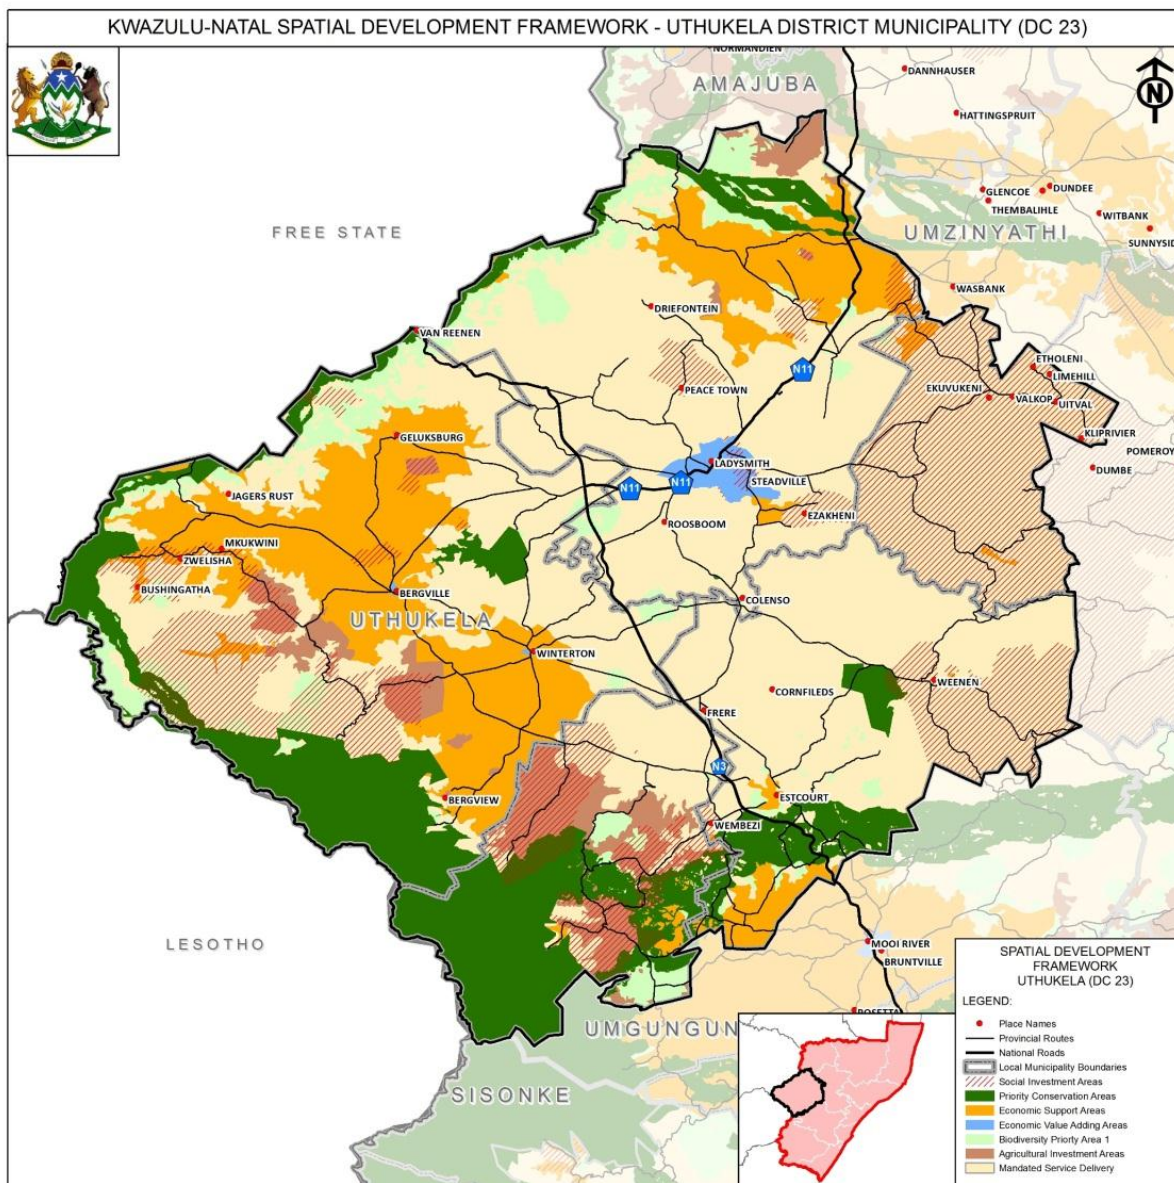 KWAZULU-NATAL SPATIAL DEVELOPMENT FRAMEWORK - UTHUKELA DISTRICT MUNICIPALITY (DC 23)
NORMANDIEN
DANNHAUSER
AMAJUBA
N
HATTINGSPRUIT
GLENCOE
DUNDEE
THEMBALIHLE
WITBANK
FREE STATE
UMZINYATHI
SUNNYSID
WASBANK
DRIEFONTEIN
VAN REENEN
ETHOLENI
N11
LIMEHILL
PEACE TOWN
EKUVUKENI
VALKOP
UITVAL
GELUKSBURG
KLIPRIVIER
POMEROY
LADYSMITH
DUMBE
STEADVILLE
N11
N11
JAGERS RUST
EZAKHENI
ROOSBOOM
MKUKWINI
ZWELISHA
BUSHINGATHA
BERGVILLE
COLENSO
UTHUKELA
WINTERTON
WEENEN
CORNFILEDS
FRERE
N3
BERGVIEW
ESTCOURT
WEMBEZI
LESOTHO
MOOI RIVER
BRUNTVILLE
ROSETTA
UMGUNGUN
SISONKE
SPATIAL DEVELOPMENT
FRAMEWORK
UTHUKELA (DC 23)
LEGEND:
Place Names
Provincial Routes
National Roads
Local Municipality Boundaries
Social Investment Areas
Priority Conservation Areas
Economic Support Areas
Economic Value Adding Areas
Biodiversity Priorty Area 1
Agricultural Investment Areas
Mandated Service Delivery